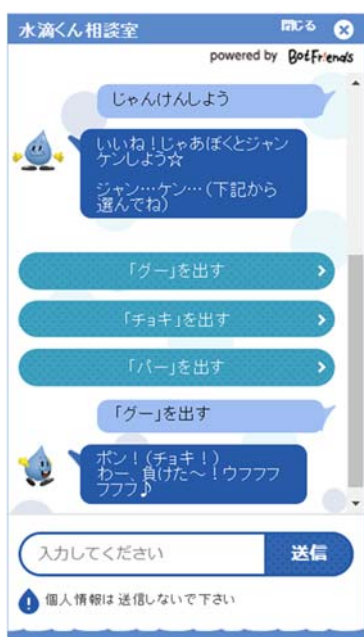 水滴くん相談室 閉じる
powered by BotFriends
じゃんけんしよう
いいね！じゃあぼくとジャン
ケンしよう☆
ジャン…ケン…（下記から
選んでね）
「グー」を出す
「チョキ」を出す
「パー」を出す
「グー」を出す
ポン！（チョキ！）
わー、負けた～！ウフフフ
フフフ♪
入力してください 送信
個人情報は送信しないで下さい